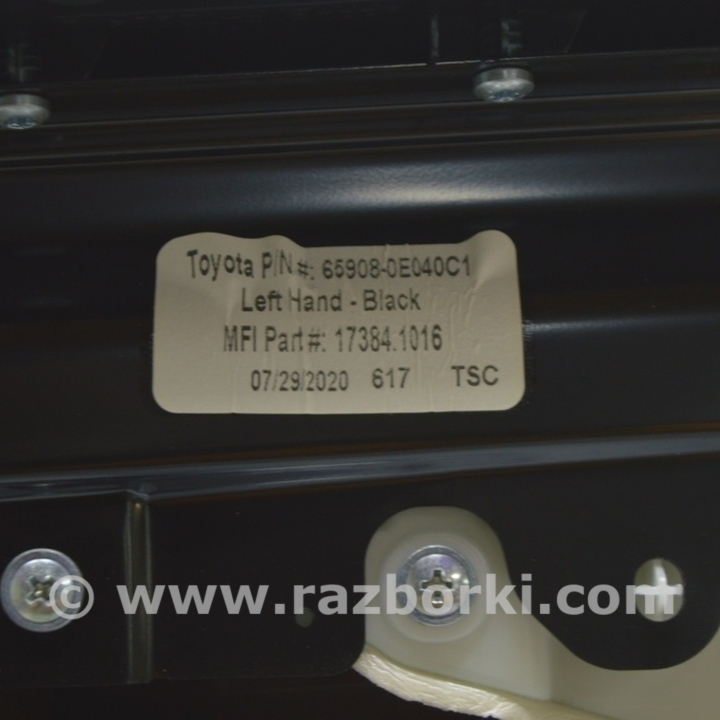 Toyota P/N #: 65908-0E040C1
Left Hand - Black
MFI Part #: 17384.1016
07/29/2020 617 TSC
© www.razborki.com